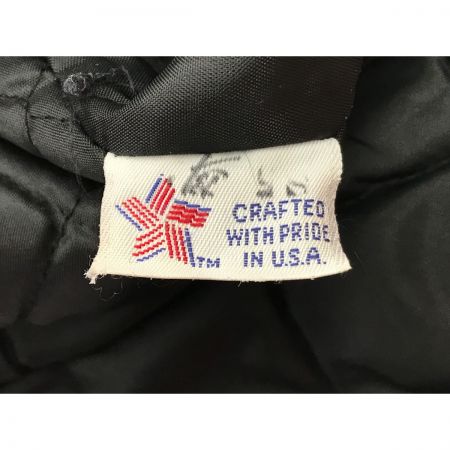 CRAFTED
WITH PRIDE
IN U.S.A.
TM